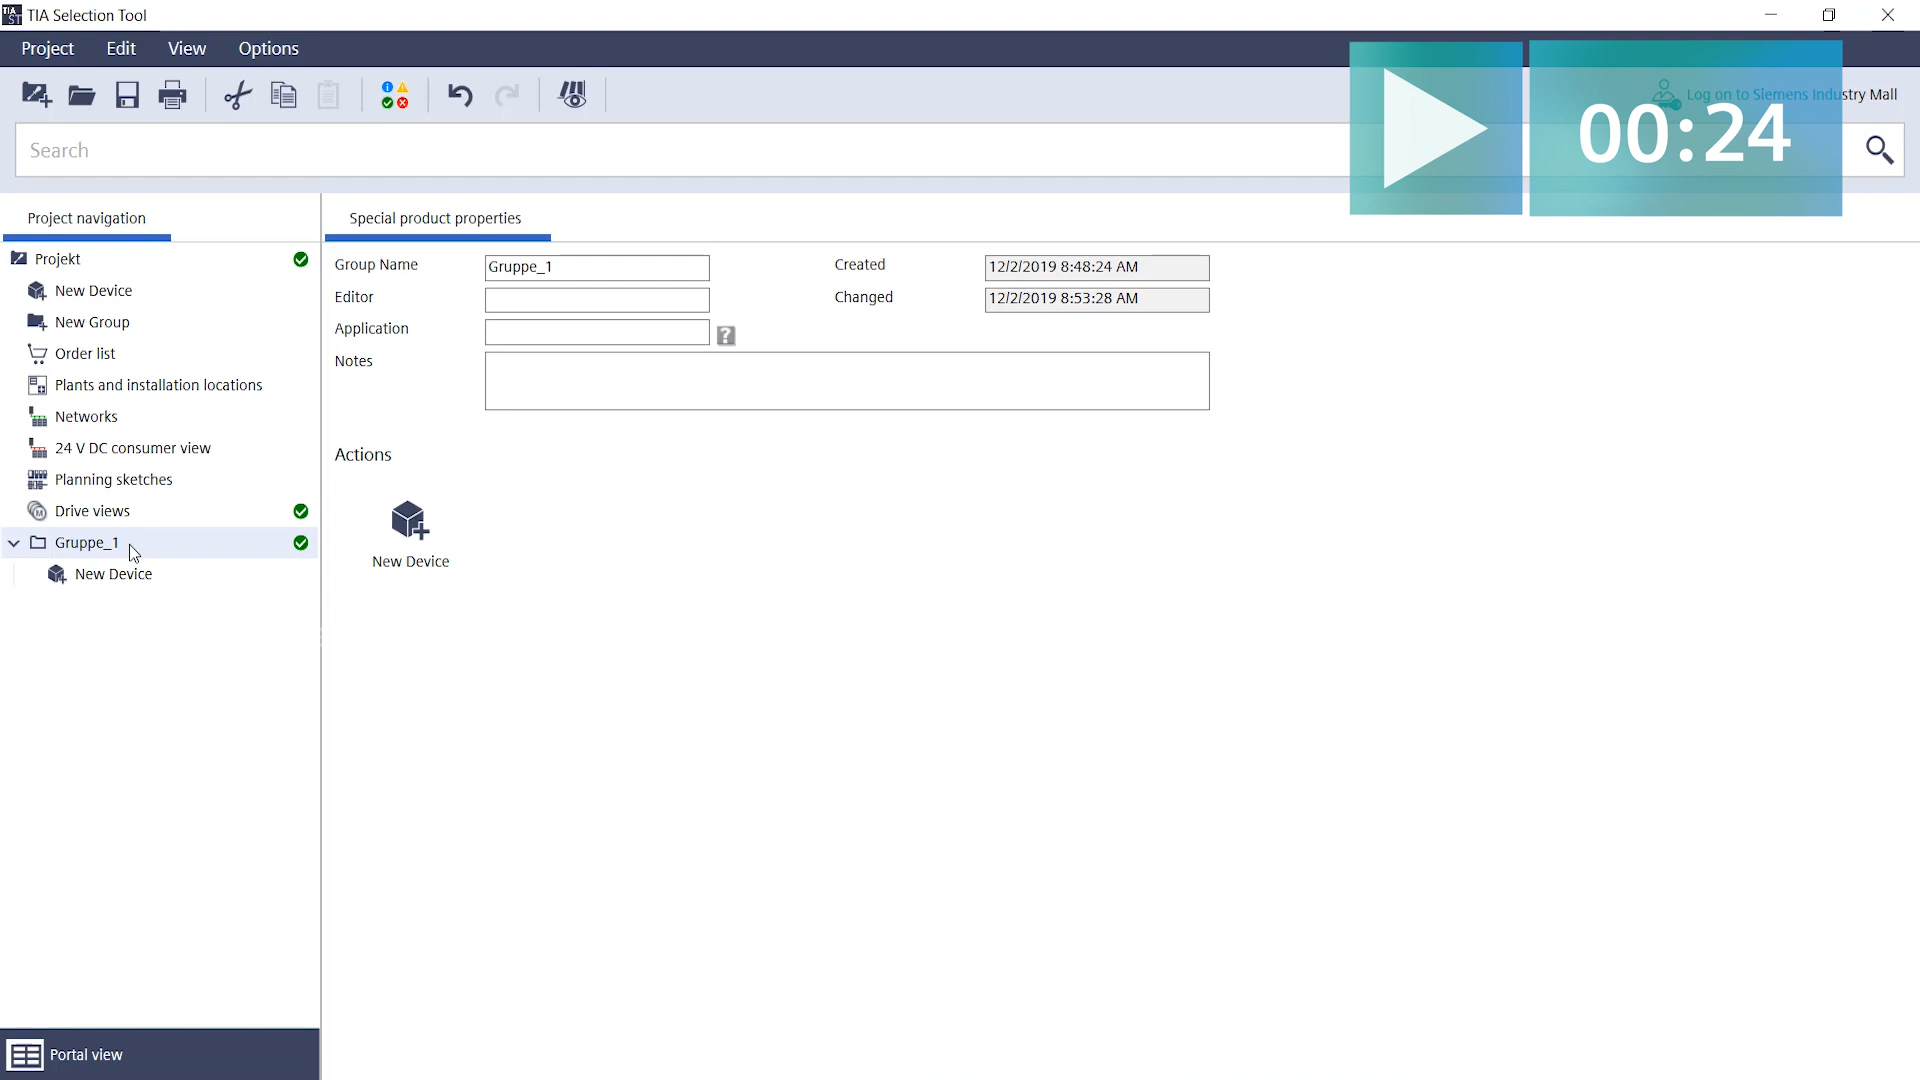 TIA ST TIA Selection Tool
Project Edit View Options
Log on to Siemens Industry Mall
00:24
Search
Project navigation
Special product properties
Projekt
New Device
New Group
Order list
Plants and installation locations
Networks
24 V DC consumer view
Planning sketches
Drive views
Gruppe_1
New Device
Group Name Gruppe_1 Created 12/2/2019 8:48:24 AM
Editor Changed 12/2/2019 8:53:28 AM
Application ?
Notes
Actions
New Device
Portal view